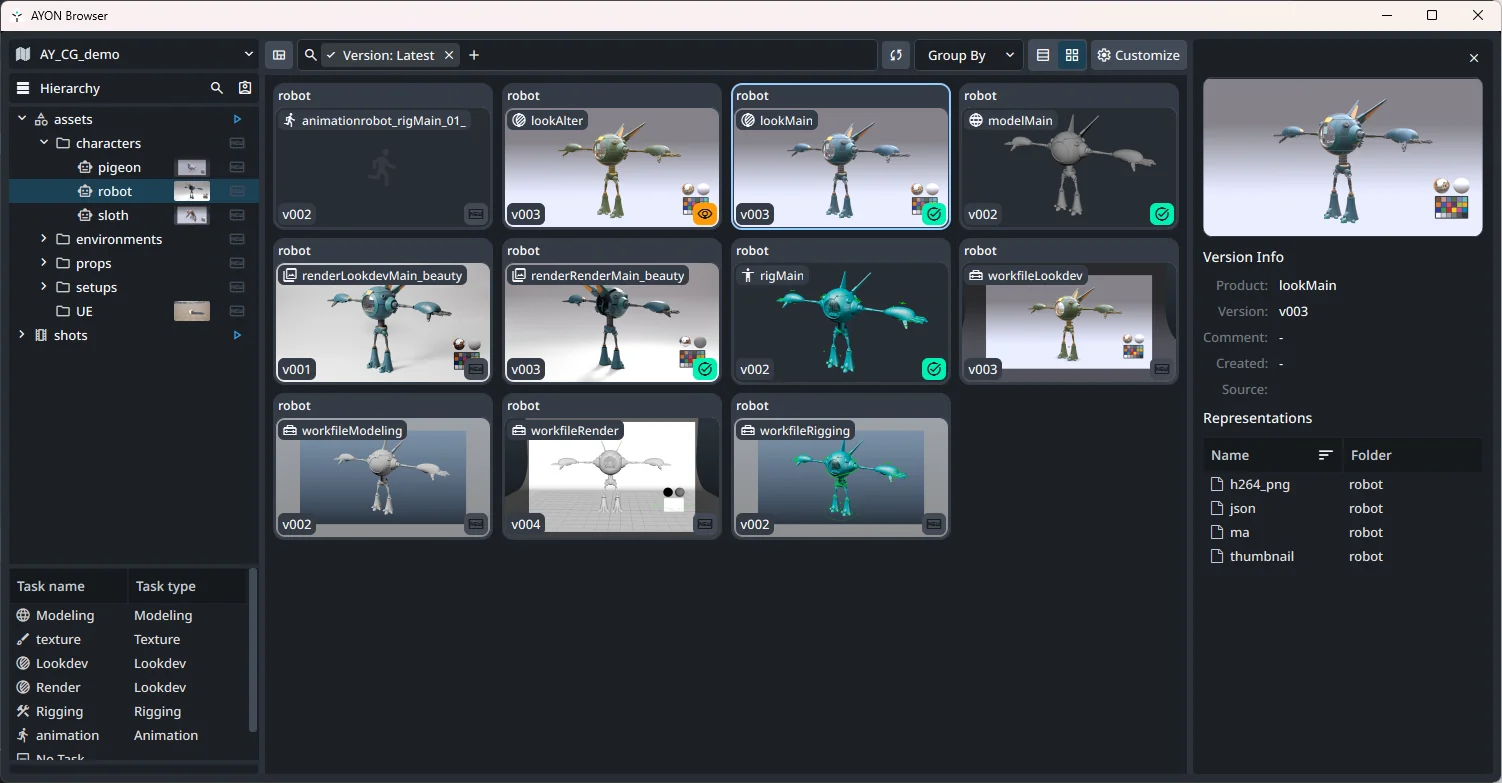 AYON Browser
AY_CG_demo
Version: Latest
Group By
Customize
Hierarchy
assets
characters
pigeon
robot
sloth
environments
props
setups
UE
shots
Task name Task type
Modeling Modeling
texture Texture
Lookdev Lookdev
Render Lookdev
Rigging Rigging
animation Animation
No Task
robot
animationrobot_rigMain_01_
v002
robot
lookAlter
v003
robot
lookMain
v003
robot
modelMain
v002
robot
renderLookdevMain_beauty
v001
robot
renderRenderMain_beauty
v003
robot
rigMain
v002
robot
workfileLookdev
v003
robot
workfileModeling
v002
robot
workfileRender
v004
robot
workfileRigging
v002
Version Info
Product: lookMain
Version: v003
Comment: -
Created: -
Source:
Representations
Name Folder
h264_png robot
json robot
ma robot
thumbnail robot